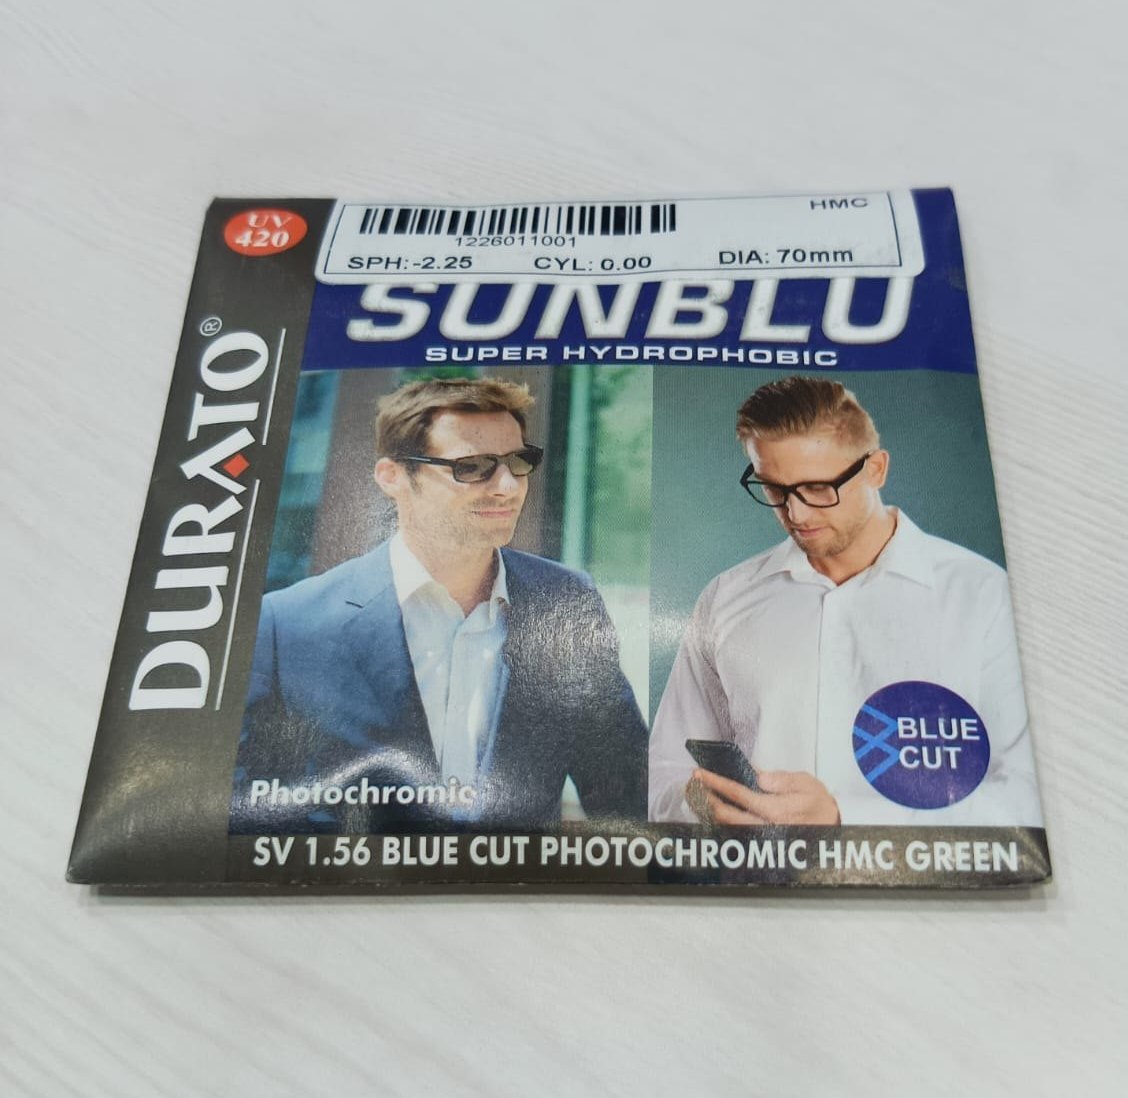 UV
420
HMC
1226011001
SPH:-2.25 CYL: 0.00 DIA: 70mm
SUNBLU
SUPER HYDROPHOBIC
DURATO®
BLUE
CUT
Photochromic
SV 1.56 BLUE CUT PHOTOCHROMIC HMC GREEN